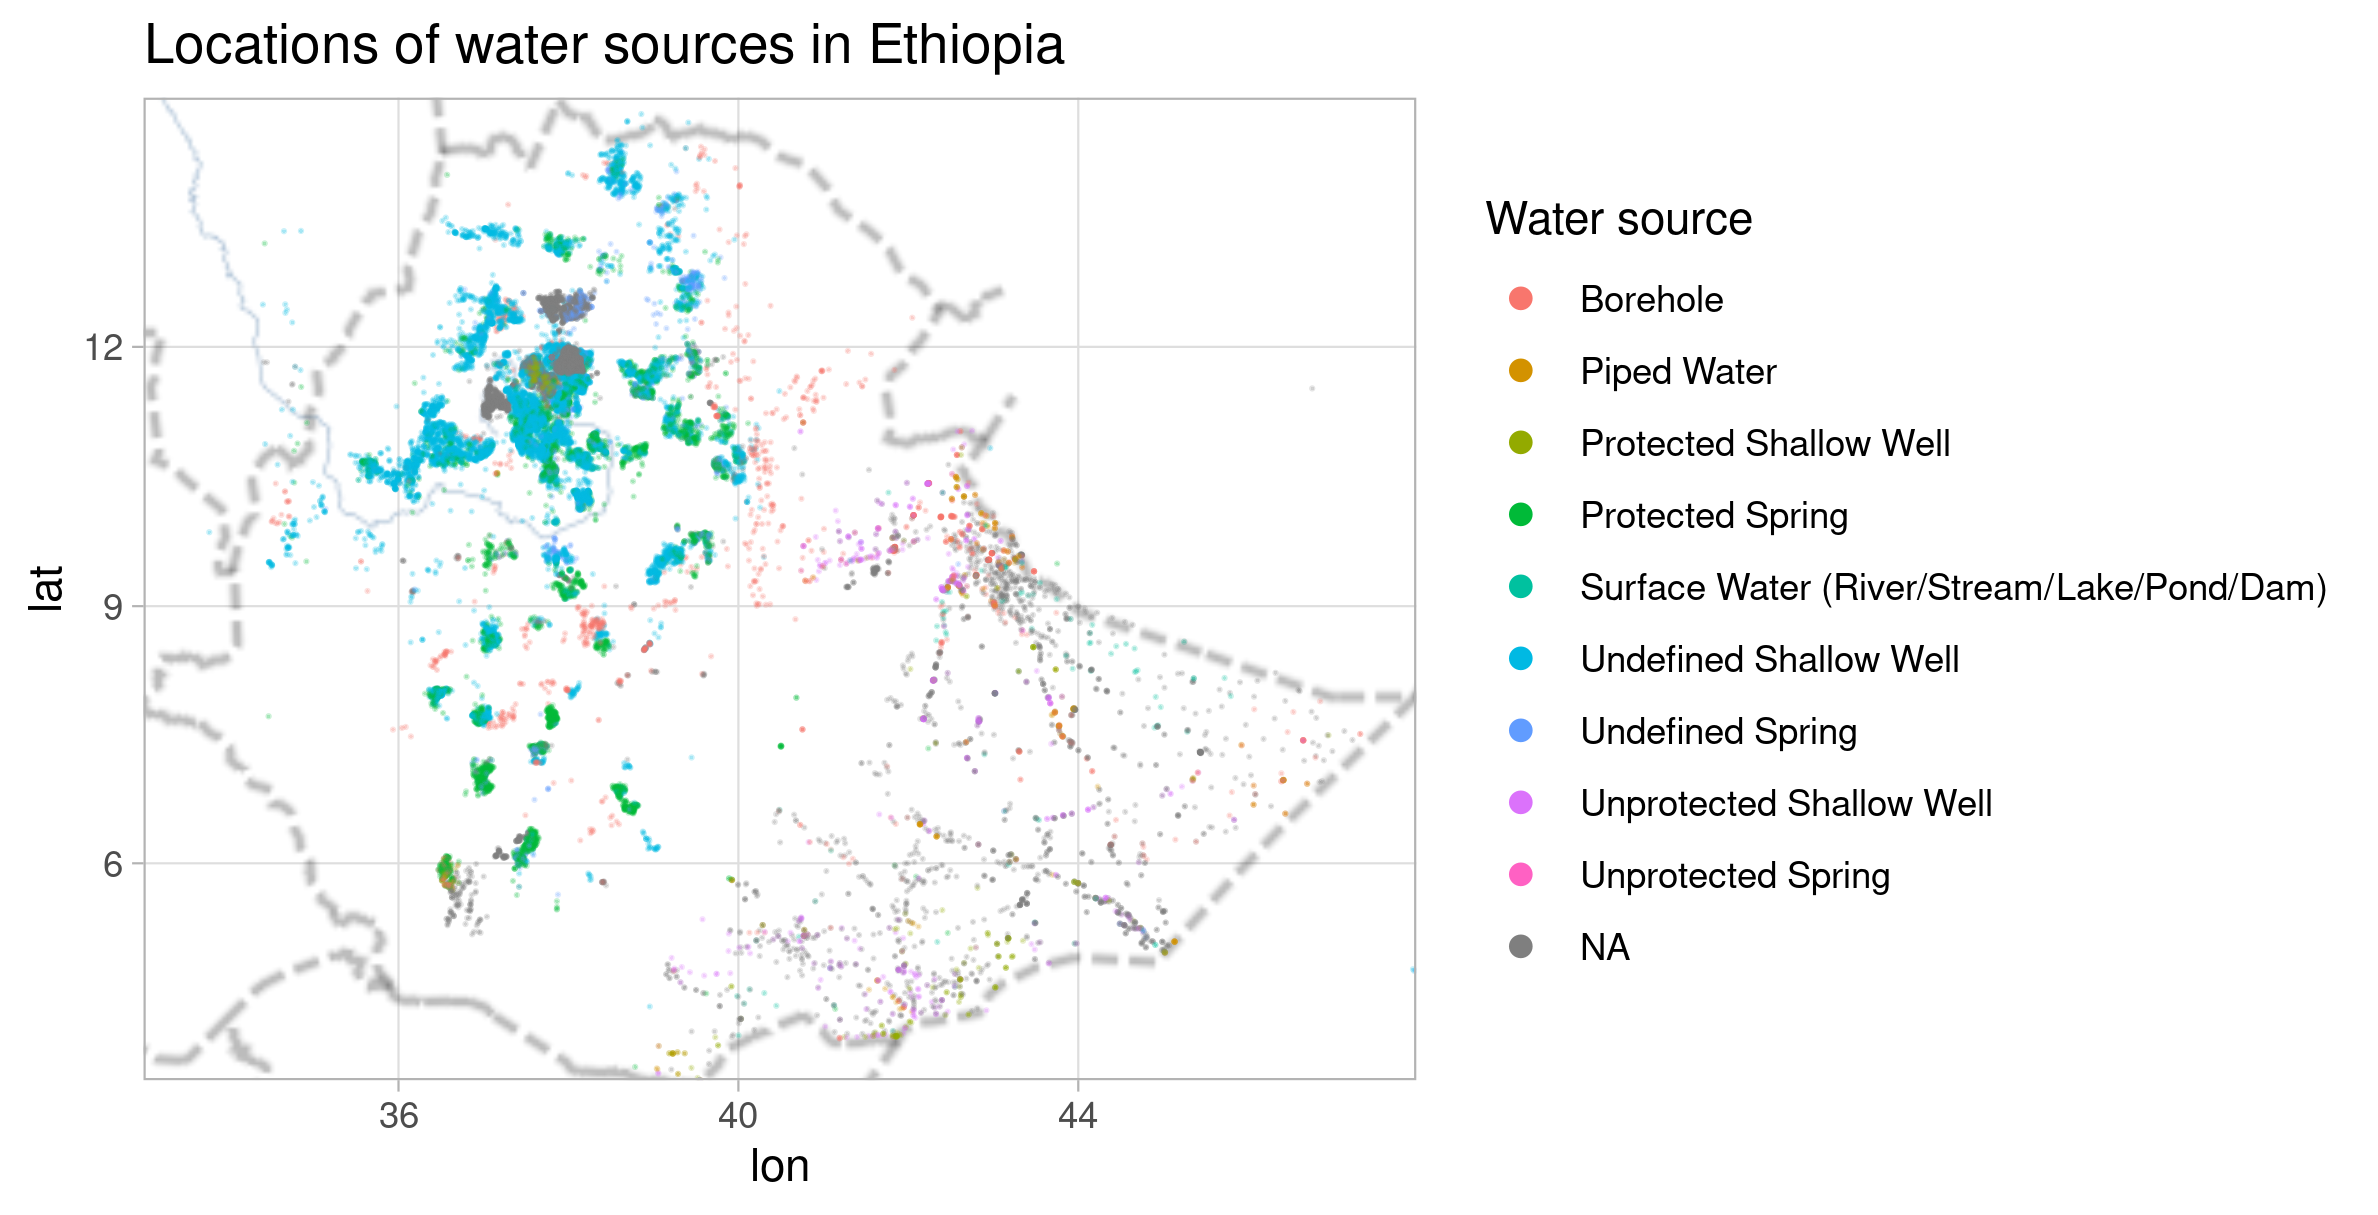 Locations of water sources in Ethiopia
12
9
6
lat
36
40
44
lon
Water source
Borehole
Piped Water
Protected Shallow Well
Protected Spring
Surface Water (River/Stream/Lake/Pond/Dam)
Undefined Shallow Well
Undefined Spring
Unprotected Shallow Well
Unprotected Spring
NA